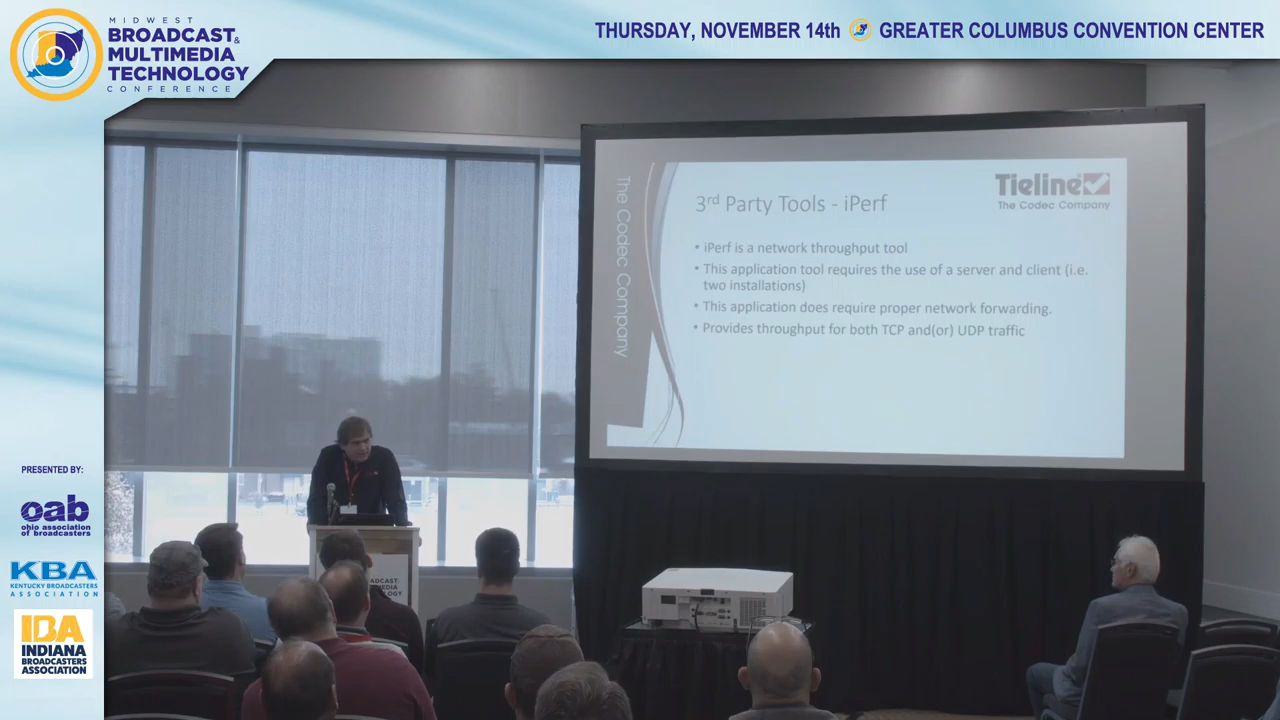 MIDWEST
BROADCAST&
MULTIMEDIA
TECHNOLOGY
CONFERENCE
THURSDAY, NOVEMBER 14th
GREATER COLUMBUS CONVENTION CENTER
The Codec Company
Tieline
The Codec Company
3rd Party Tools - iPerf
• iPerf is a network throughput tool
• This application tool requires the use of a server and client (i.e.
two installations)
• This application does require proper network forwarding.
• Provides throughput for both TCP and(or) UDP traffic
PRESENTED BY:
oab
ohio association
of broadcasters
KBA
KENTUCKY BROADCASTERS
ASSOCIATION
IBA
INDIANA
BROADCASTERS
ASSOCIATION